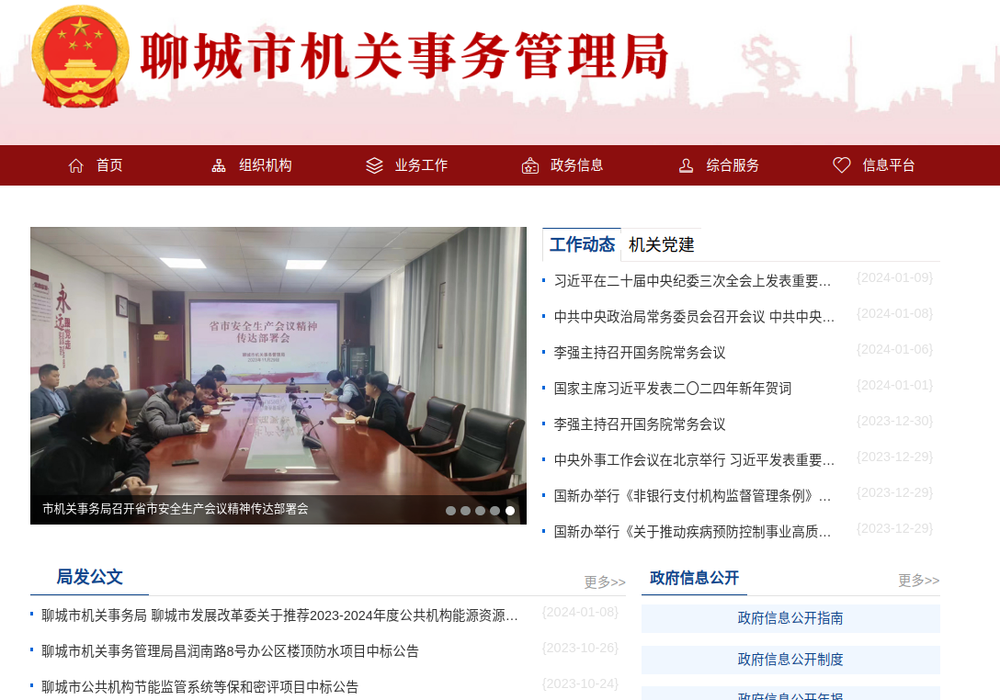 聊城市机关事务管理局
首页
组织机构
业务工作
政务信息
综合服务
信息平台
永远跟党走
省市安全生产会议精神
传达部署会
市机关事务局召开省市安全生产会议精神传达部署会
工作动态 机关党建
习近平在二十届中央纪委三次全会上发表重要… {2024-01-09}
中共中央政治局常务委员会召开会议 中共中央… {2024-01-08}
李强主持召开国务院常务会议 {2024-01-06}
国家主席习近平发表二〇二四年新年贺词 {2024-01-01}
李强主持召开国务院常务会议 {2023-12-30}
中央外事工作会议在北京举行 习近平发表重要… {2023-12-29}
国新办举行《非银行支付机构监督管理条例》… {2023-12-29}
国新办举行《关于推动疾病预防控制事业高质… {2023-12-29}
局发公文 更多>>
聊城市机关事务局 聊城市发展改革委关于推荐2023-2024年度公共机构能源资源… {2024-01-08}
聊城市机关事务管理局昌润南路8号办公区楼顶防水项目中标公告 {2023-10-26}
聊城市公共机构节能监管系统等保和密评项目中标公告 {2023-10-24}
政府信息公开 更多>>
政府信息公开指南
政府信息公开制度
政府信息公开年报